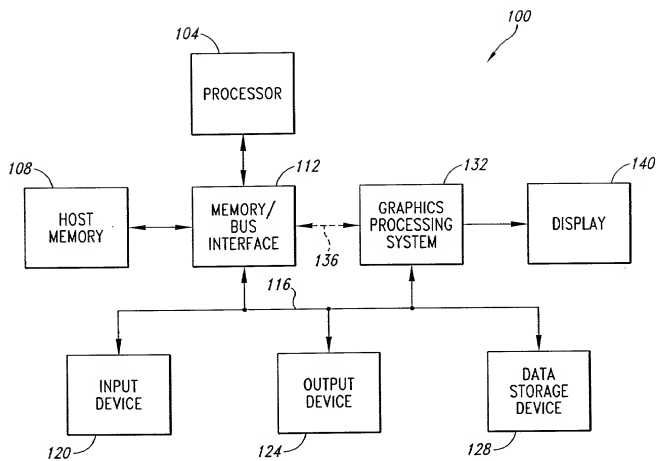 100
104
PROCESSOR
108
HOST
MEMORY
112
MEMORY/
BUS
INTERFACE
136
132
GRAPHICS
PROCESSING
SYSTEM
140
DISPLAY
116
INPUT
DEVICE
120
OUTPUT
DEVICE
124
DATA
STORAGE
DEVICE
128